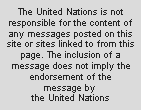 The United Nations is not
responsible for the content of
any messages posted on this
site or sites linked to from this
page. The inclusion of a
message does not imply the
endorsement of the
message by
the United Nations